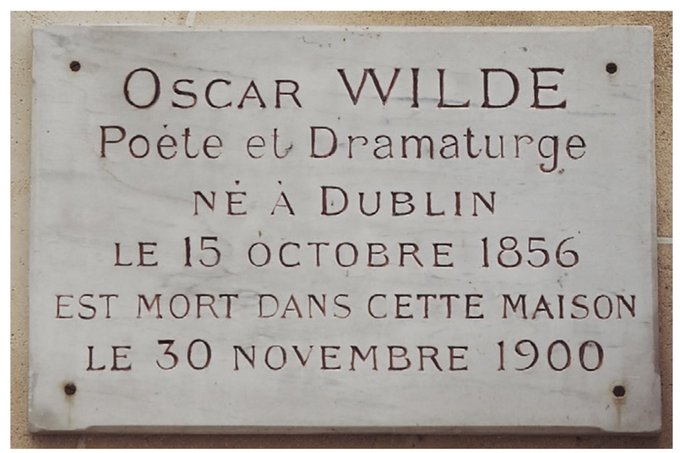 OSCAR WILDE
Poète et Dramaturge
NÉ À DUBLIN
LE 15 OCTOBRE 1856
EST MORT DANS CETTE MAISON
LE 30 NOVEMBRE 1900